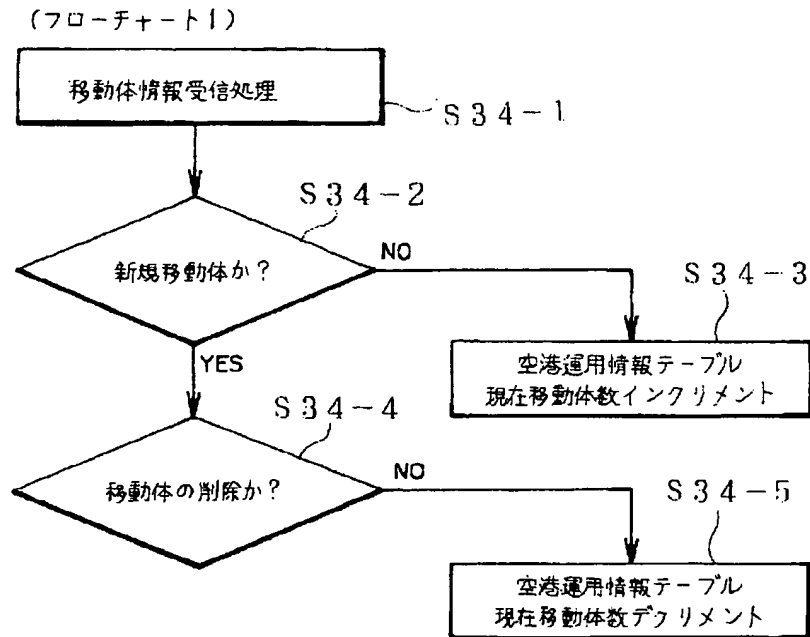 (フローチャート1)
移動体情報受信処理
S34-1
S34-2
新規移動体か?
NO
S34-3
空港運用情報テーブル
現在移動体数インクリメント
YES
S34-4
移動体の削除か?
NO
S34-5
空港運用情報テーブル
現在移動体数デクリメント